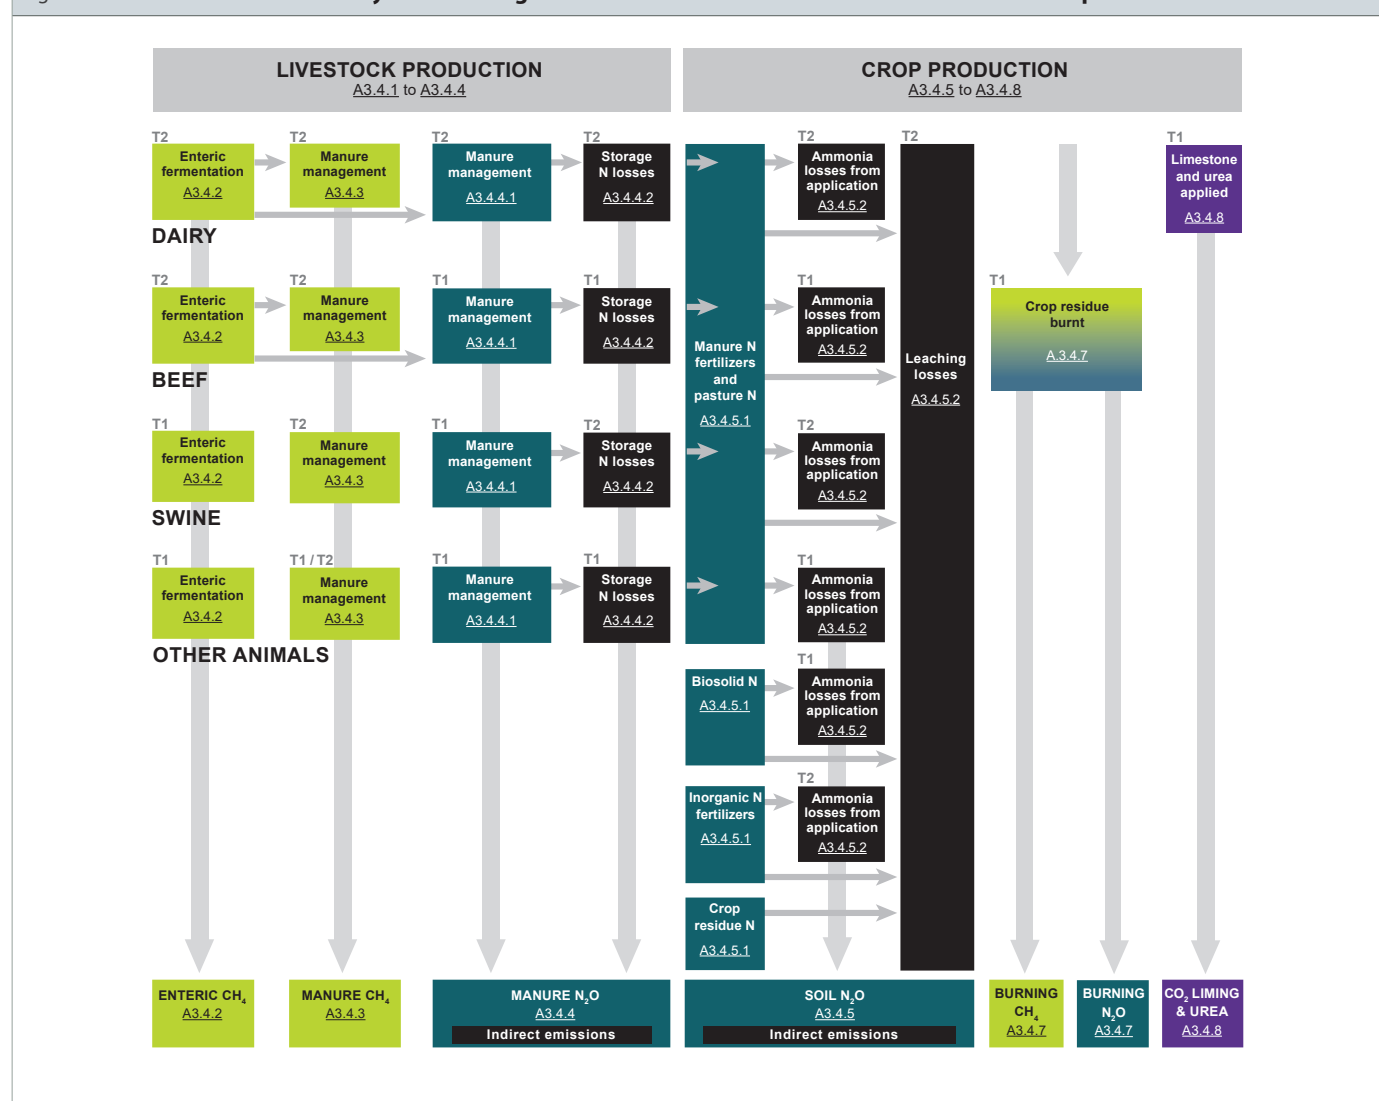 LIVESTOCK PRODUCTION
A3.4.1 to A3.4.4
CROP PRODUCTION
A3.4.5 to A3.4.8
T2
Enteric
fermentation
A3.4.2
T2
Manure
management
A3.4.3
T2
Manure
management
A3.4.4.1
T2
Storage
N losses
A3.4.4.2
DAIRY
T2
Enteric
fermentation
A3.4.2
T2
Manure
management
A3.4.3
T1
Manure
management
A3.4.4.1
T1
Storage
N losses
A3.4.4.2
BEEF
T1
Enteric
fermentation
A3.4.2
T2
Manure
management
A3.4.3
T1
Manure
management
A3.4.4.1
T2
Storage
N losses
A3.4.4.2
SWINE
T1
Enteric
fermentation
A3.4.2
T1 / T2
Manure
management
A3.4.3
T1
Manure
management
A3.4.4.1
T1
Storage
N losses
A3.4.4.2
OTHER ANIMALS
Manure N
fertilizers
and
pasture N
A3.4.5.1
T2
Ammonia
losses from
application
A3.4.5.2
T1
Ammonia
losses from
application
A3.4.5.2
T2
Ammonia
losses from
application
A3.4.5.2
T1
Ammonia
losses from
application
A3.4.5.2
Biosolid N
A3.4.5.1
T1
Ammonia
losses from
application
A3.4.5.2
Inorganic N
fertilizers
A3.4.5.1
T2
Ammonia
losses from
application
A3.4.5.2
Crop
residue N
A3.4.5.1
T2
Leaching
losses
A3.4.5.2
T1
Crop residue
burnt
A.3.4.7
T1
Limestone
and urea
applied
A3.4.8
ENTERIC CH4
A3.4.2
MANURE CH4
A3.4.3
MANURE N2O
A3.4.4
Indirect emissions
SOIL N2O
A3.4.5
Indirect emissions
BURNING
CH4
A3.4.7
BURNING
N2O
A3.4.7
CO2 LIMING
& UREA
A3.4.8